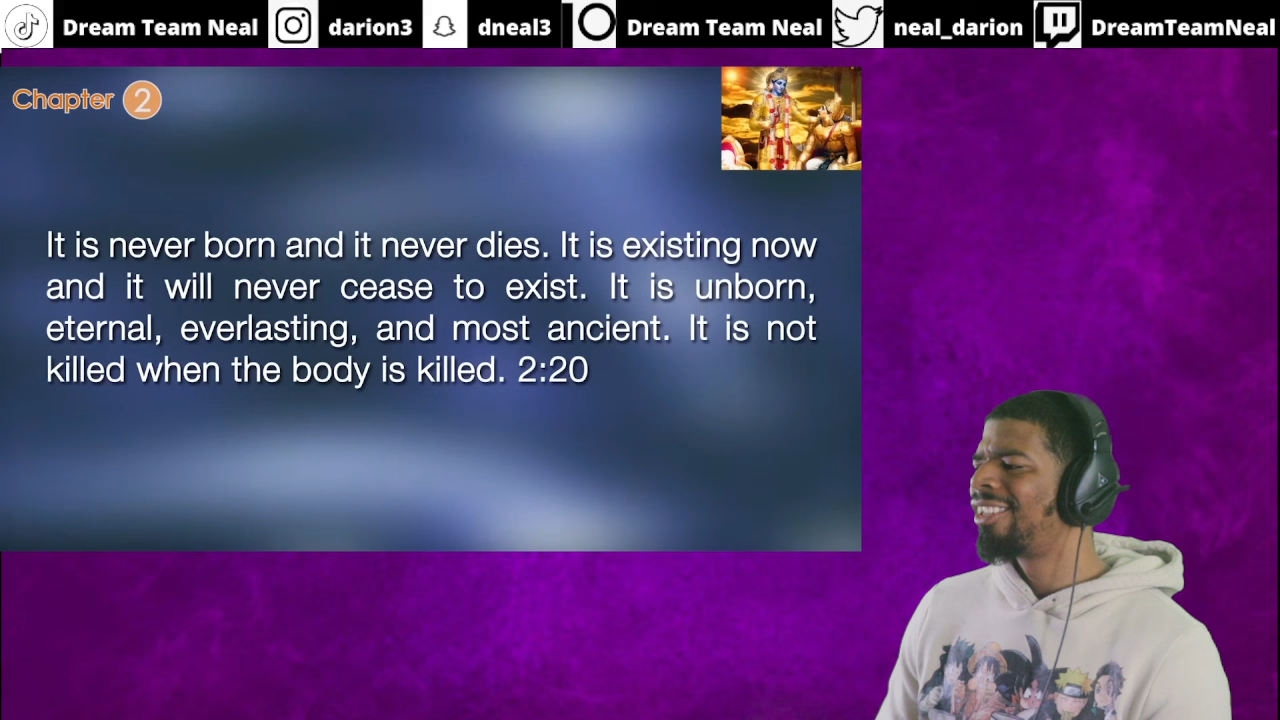 Dream Team Neal darion3 dneal3 Dream Team Neal neal_darion DreamTeamNeal
Chapter 2
It is never born and it never dies. It is existing now
and it will never cease to exist. It is unborn,
eternal, everlasting, and most ancient. It is not
killed when the body is killed. 2:20